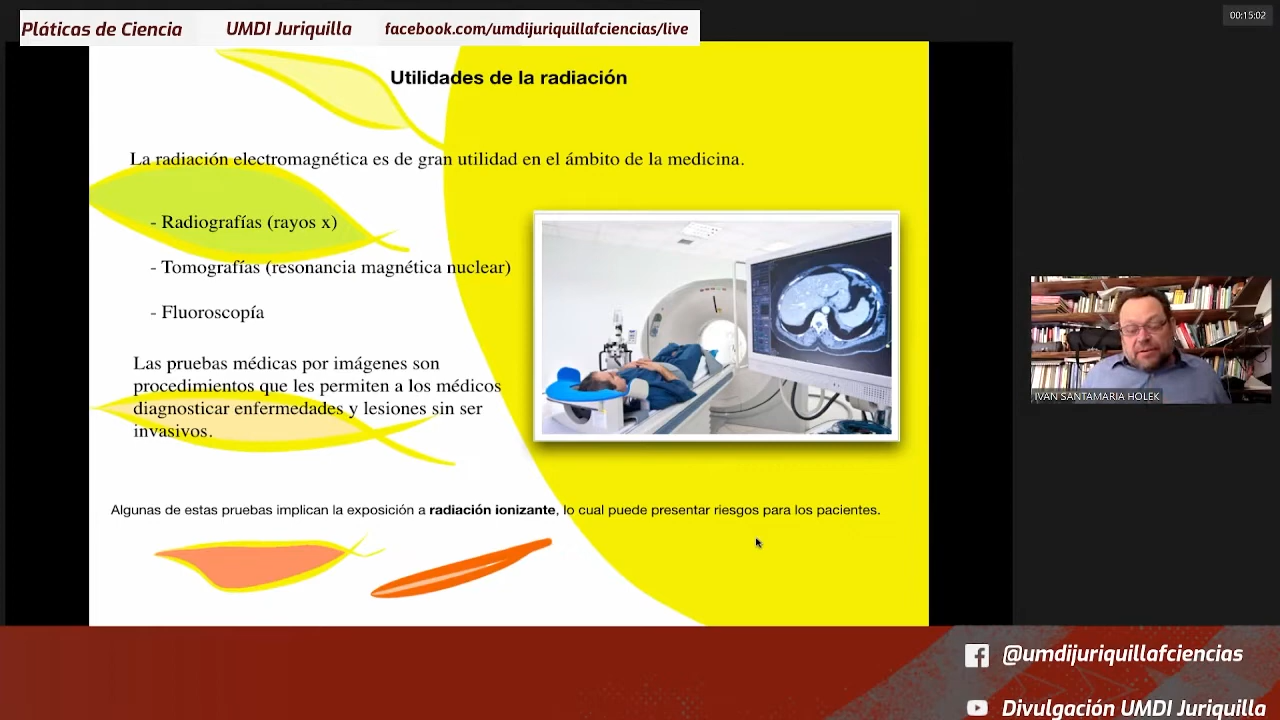 Pláticas de Ciencia UMDI Juriquilla facebook.com/umdijuriquillafciencias/live
00:15:02
Utilidades de la radiación
La radiación electromagnética es de gran utilidad en el ámbito de la medicina.
- Radiografías (rayos x)
- Tomografías (resonancia magnética nuclear)
- Fluoroscopía
Las pruebas médicas por imágenes son
procedimientos que les permiten a los médicos
diagnosticar enfermedades y lesiones sin ser
invasivos.
IVAN SANTAMARIA HOLEK
Algunas de estas pruebas implican la exposición a radiación ionizante, lo cual puede presentar riesgos para los pacientes.
@umdijuriquillafciencias
Divulgación UMDI Juriquilla